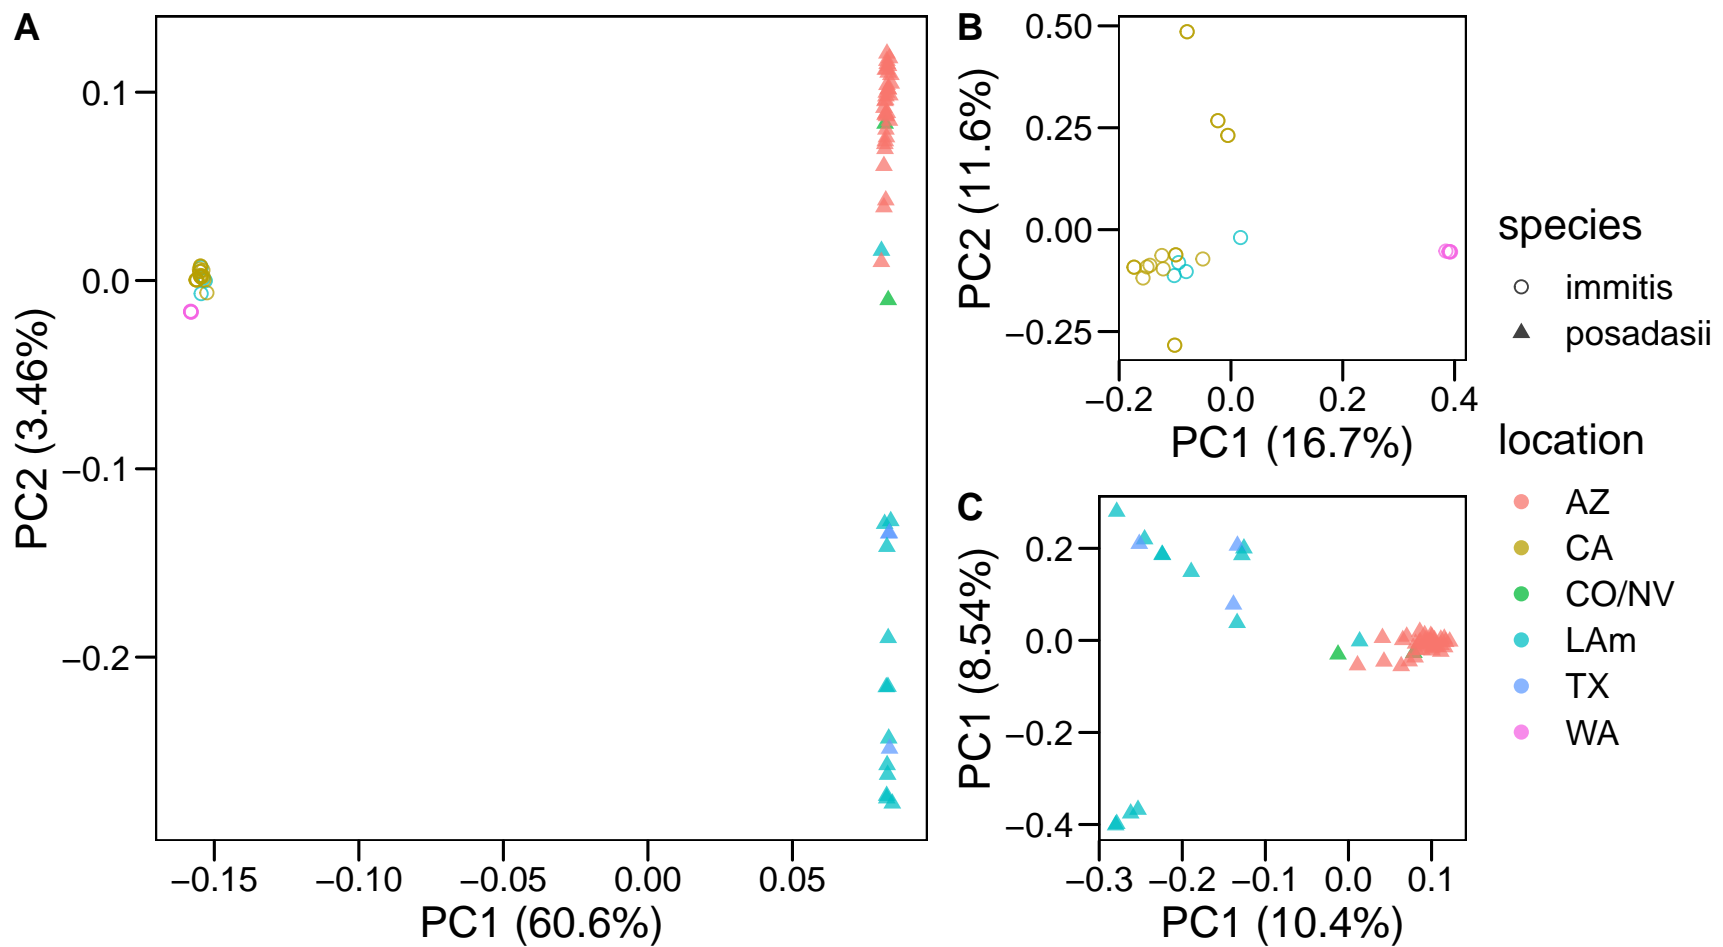 A
0.1
0.0
−0.1
−0.2
PC2 (3.46%)
−0.15 −0.10 −0.05 0.00 0.05
PC1 (60.6%)
B
0.50
0.25
0.00
−0.25
PC2 (11.6%)
−0.2 0.0 0.2 0.4
PC1 (16.7%)
C
0.2
0.0
−0.2
−0.4
PC1 (8.54%)
−0.3 −0.2 −0.1 0.0 0.1
PC1 (10.4%)
species
immitis
posadasii
location
AZ
CA
CO/NV
LAm
TX
WA